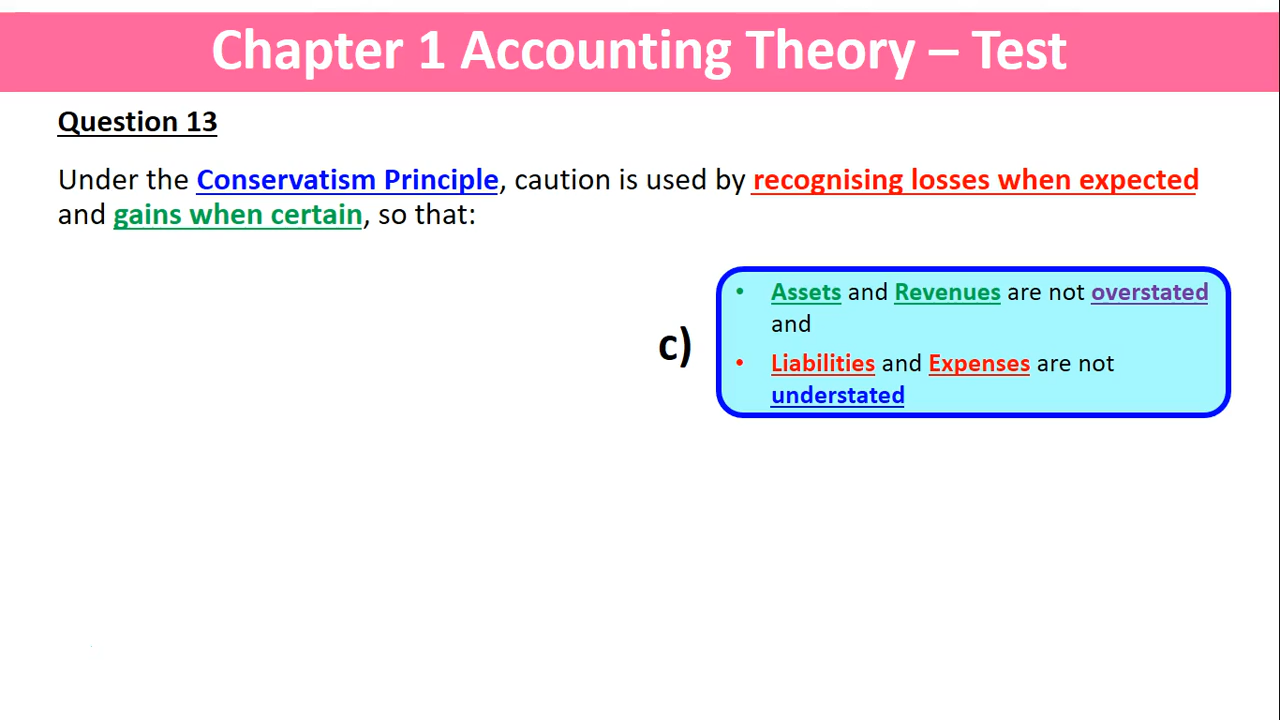 Chapter 1 Accounting Theory – Test
Question 13
Under the Conservatism Principle, caution is used by recognising losses when expected
and gains when certain, so that:
• Assets and Revenues are not overstated
and
c)
• Liabilities and Expenses are not
understated